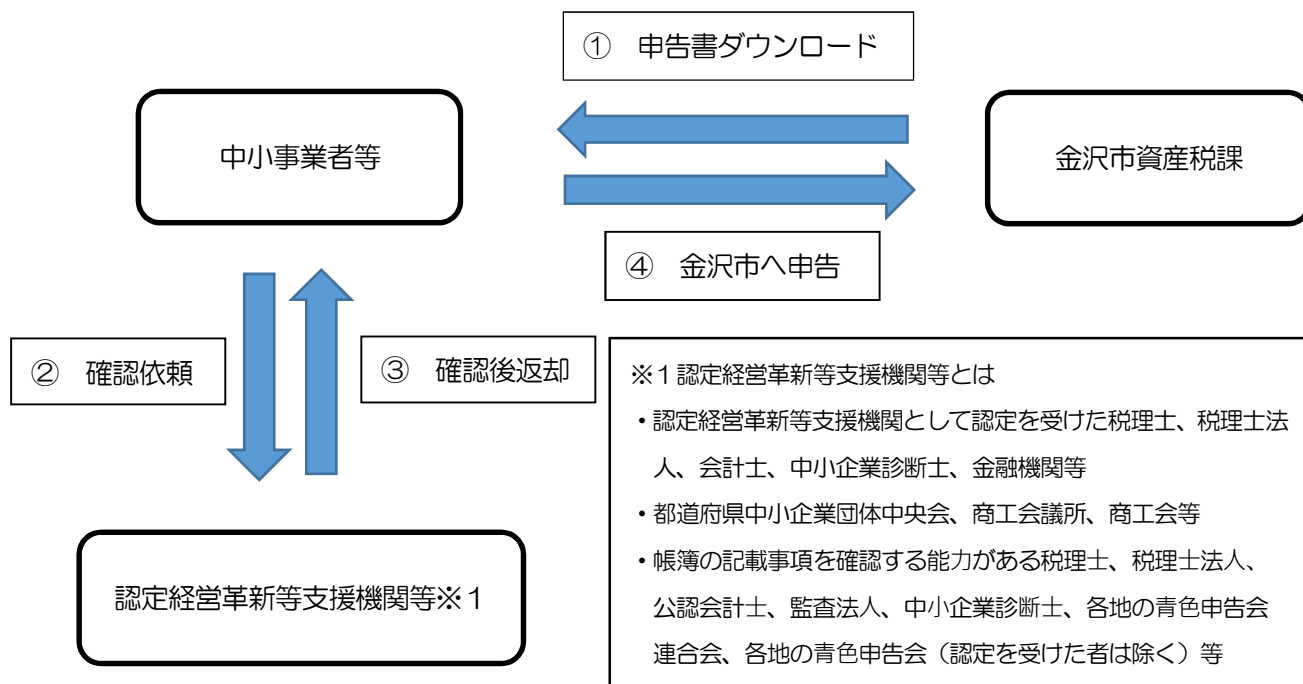 ① 申告書ダウンロード
中小事業者等
金沢市資産税課
④ 金沢市へ申告
② 確認依頼
③ 確認後返却
認定経営革新等支援機関等※1
※1認定経営革新等支援機関等とは
・認定経営革新等支援機関として認定を受けた税理士、税理士法
人、会計士、中小企業診断士、金融機関等
・都道府県中小企業団体中央会、商工会議所、商工会等
・帳簿の記載事項を確認する能力がある税理士、税理士法人、
公認会計士、監査法人、中小企業診断士、各地の青色申告会
連合会、各地の青色申告会（認定を受けた者は除く）等